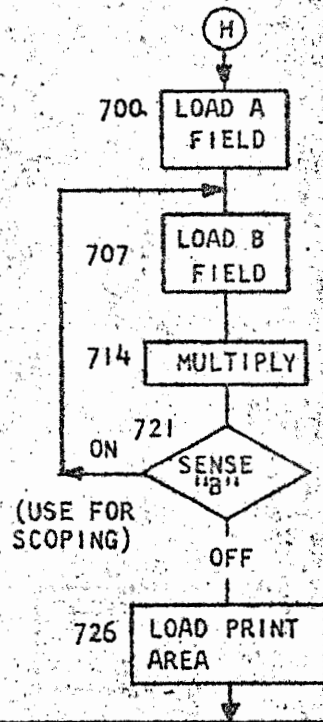 H
700
LOAD A
FIELD
707
LOAD B
FIELD
714
MULTIPLY
721
ON
SENSE
"B"
(USE FOR
SCOPING)
OFF
726
LOAD PRINT
AREA